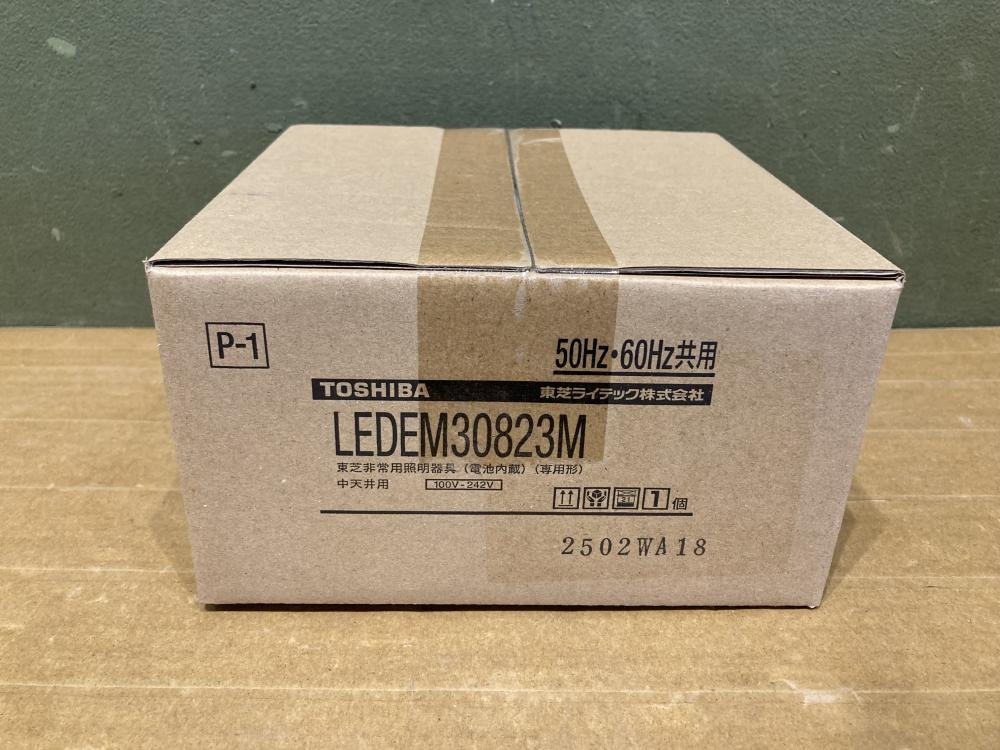 P-1
50Hz・60Hz共用
TOSHIBA 東芝ライテック株式会社
LEDEM30823M
東芝非常用照明器具(電池内蔵)(専用形)
中天井用 100V-242V
1個
2502WA18